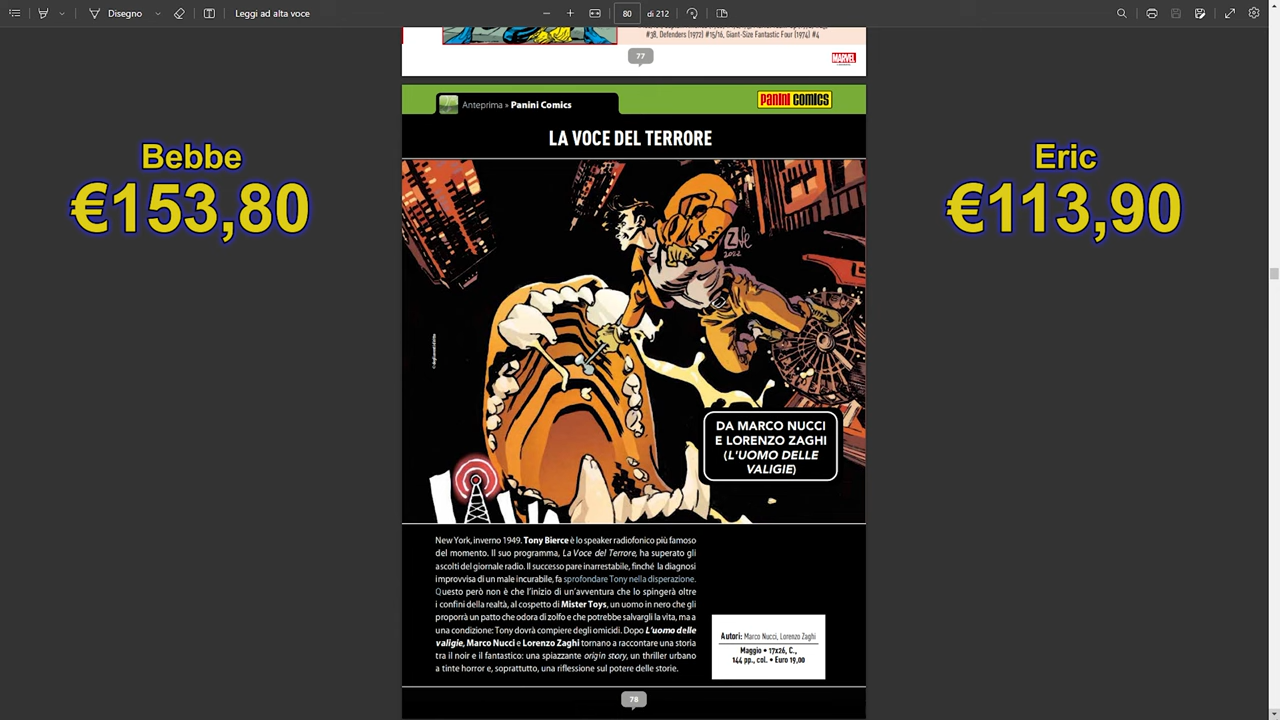 Disegno
Leggi ad alta voce
80
di 212
#38, Defenders (1972) #15/16, Giant-Size Fantastic Four (1974) #4
77
MARVEL
Anteprima » Panini Comics
PANINI COMICS
LA VOCE DEL TERRORE
Bebbe
€153,80
Eric
€113,90
2022
DA MARCO NUCCI
E LORENZO ZAGHI
(L'UOMO DELLE
VALIGIE)
New York, inverno 1949. Tony Bierce è lo speaker radiofonico più famoso
del momento. Il suo programma, La Voce del Terrore, ha superato gli
ascolti del giornale radio. Il successo pare inarrestabile, finché la diagnosi
improvvisa di un male incurabile, fa sprofondare Tony nella disperazione.
Questo però non è che l'inizio di un'avventura che lo spingerà oltre
i confini della realtà, al cospetto di Mister Toys, un uomo in nero che gli
proporrà un patto che odora di zolfo e che potrebbe salvargli la vita, ma a
una condizione: Tony dovrà compiere degli omicidi. Dopo L'uomo delle
valigie, Marco Nucci e Lorenzo Zaghi tornano a raccontare una storia
tra il noir e il fantastico: una spiazzante origin story, un thriller urbano
a tinte horror e, soprattutto, una riflessione sul potere delle storie.
Autori: Marco Nucci, Lorenzo Zaghi
Maggio • 17x26, C.,
144 pp., col. • Euro 19,00
78